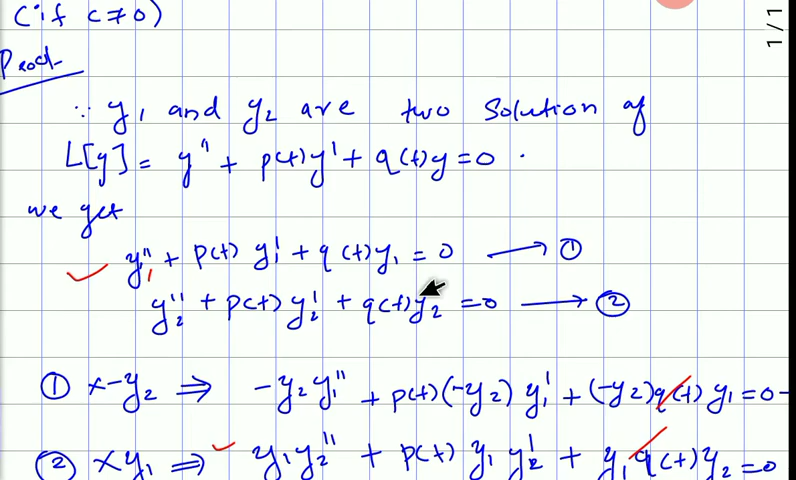 (if c≠0)
1/1
Proof
∵ y₁ and y₂ are two solution of
L[y] = y'' + p(t)y' + q(t)y = 0 .
we get
y₁'' + p(t) y₁' + q(t)y₁ = 0 → ①
y₂'' + p(t) y₂' + q(t)y₂ = 0 → ②
① x-y₂ ⇒ -y₂y₁'' + p(t)(-y₂) y₁' + (-y₂)q(t) y₁ = 0-
② xy₁ ⇒ y₁y₂'' + p(t) y₁ y₂' + y₁ q(t) y₂ = 0